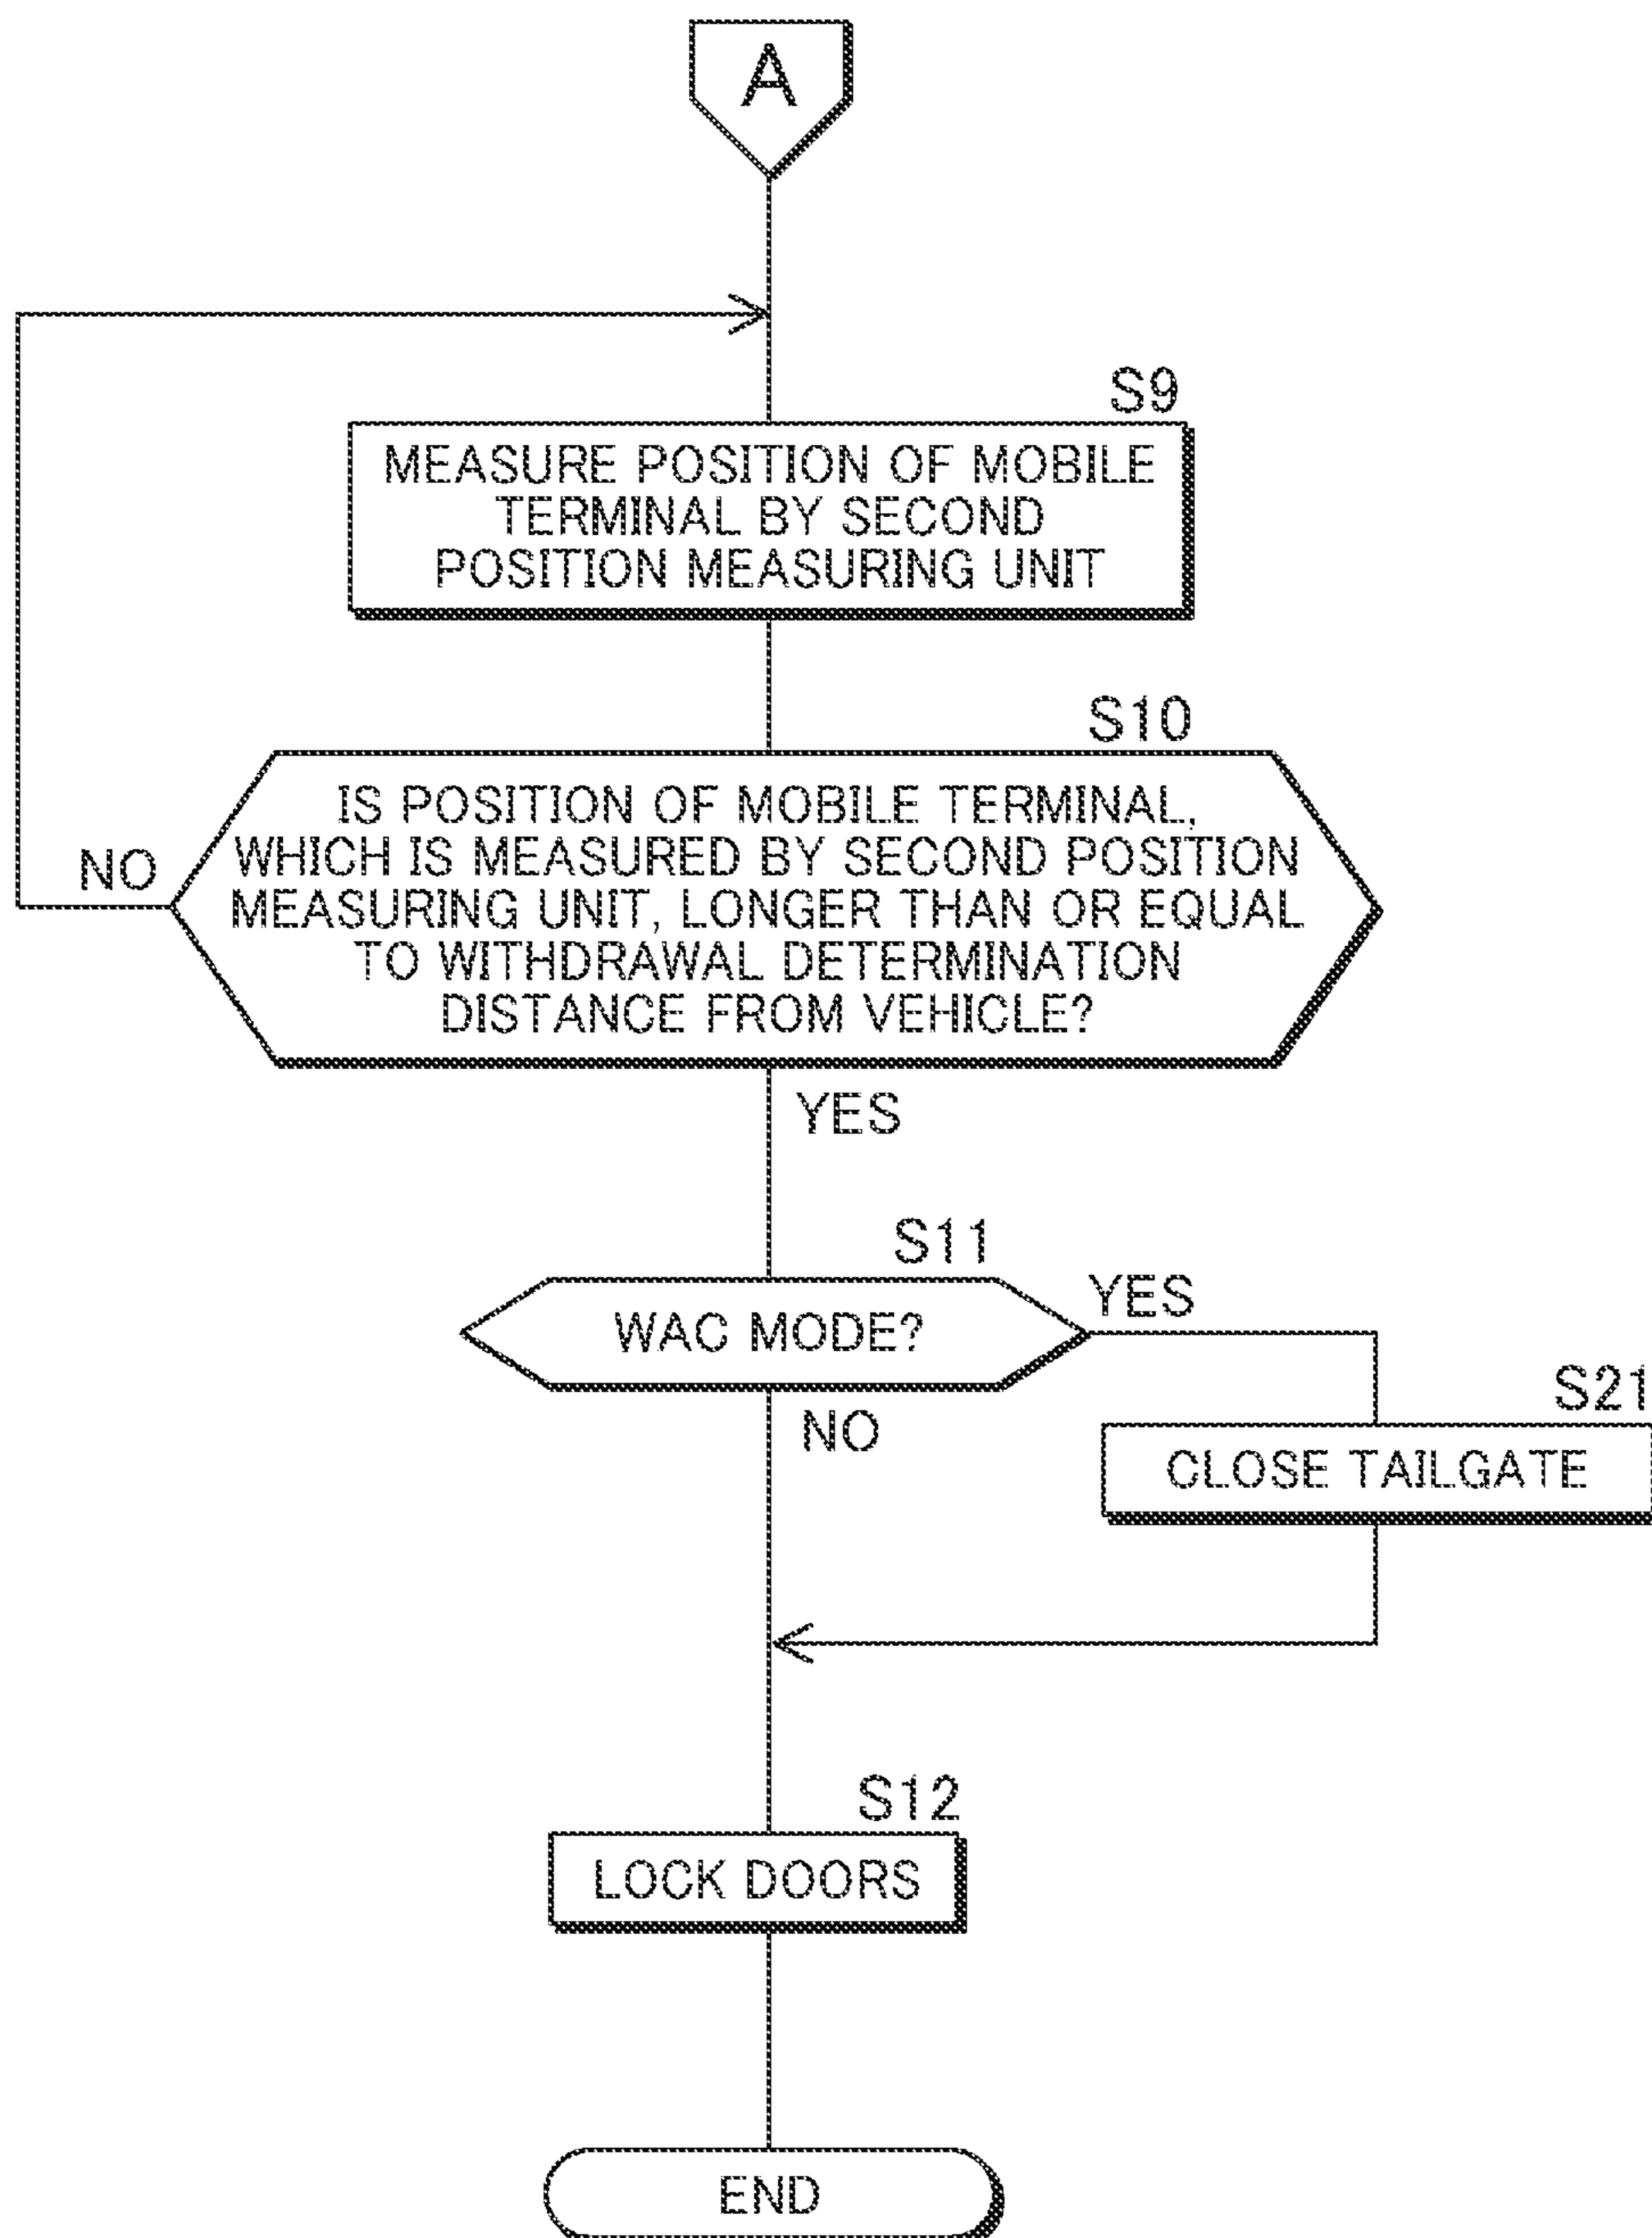 A
S9
MEASURE POSITION OF MOBILE
TERMINAL BY SECOND
POSITION MEASURING UNIT
S10
IS POSITION OF MOBILE TERMINAL,
WHICH IS MEASURED BY SECOND POSITION
MEASURING UNIT, LONGER THAN OR EQUAL
TO WITHDRAWAL DETERMINATION
DISTANCE FROM VEHICLE?
NO
YES
S11
WAC MODE?
YES
NO
S21
CLOSE TAILGATE
S12
LOCK DOORS
END